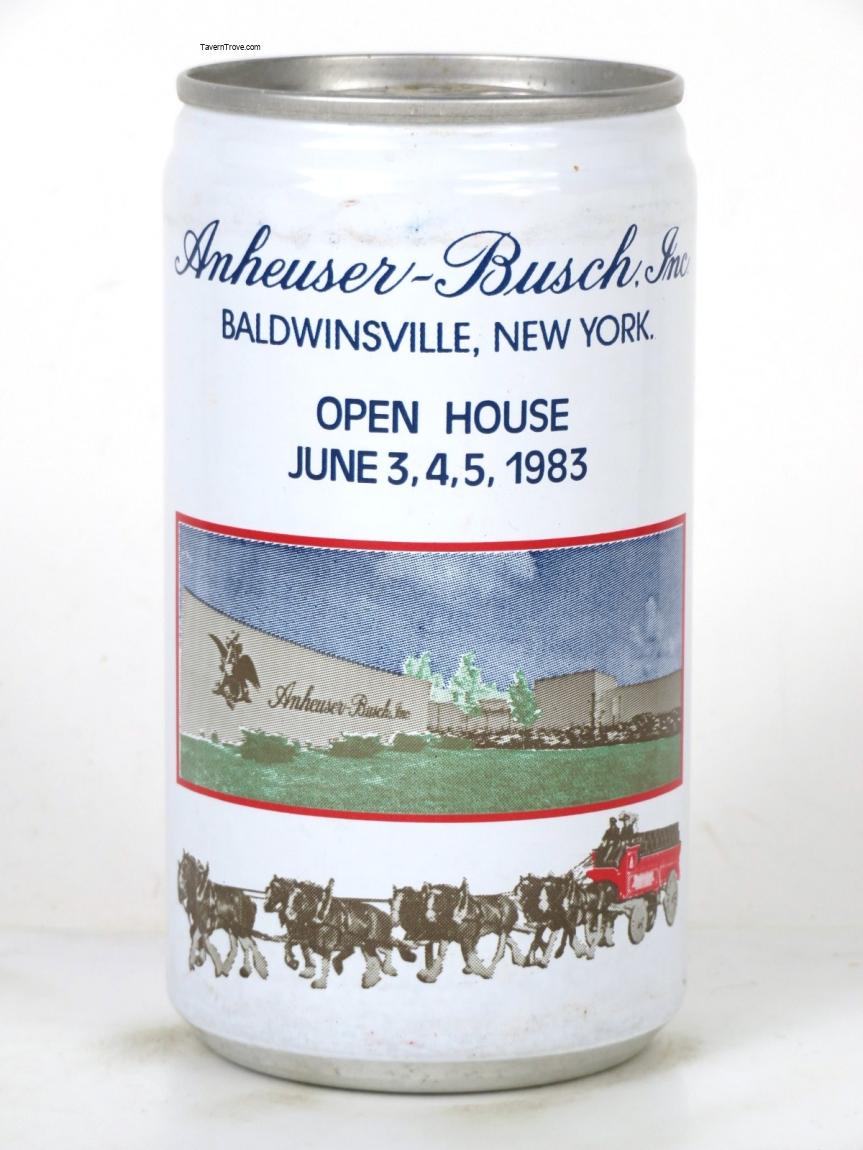 TavernTrove.com
Anheuser-Busch, Inc.
BALDWINSVILLE, NEW YORK.
OPEN HOUSE
JUNE 3, 4, 5, 1983
Anheuser-Busch, Inc.